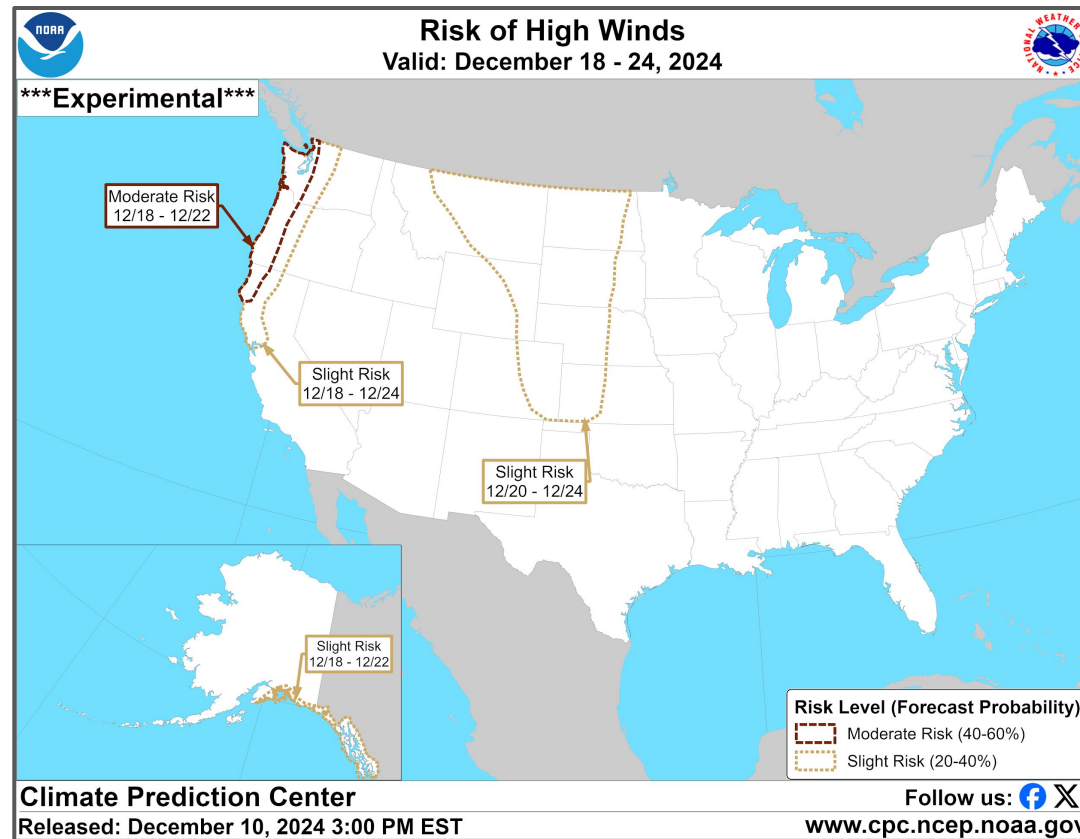 NOAA
Risk of High Winds
Valid: December 18 - 24, 2024
***Experimental***
Moderate Risk
12/18 - 12/22
Slight Risk
12/18 - 12/24
Slight Risk
12/20 - 12/24
Slight Risk
12/18 - 12/22
Risk Level (Forecast Probability)
Moderate Risk (40-60%)
Slight Risk (20-40%)
Climate Prediction Center
Follow us:
Released: December 10, 2024 3:00 PM EST
www.cpc.ncep.noaa.gov